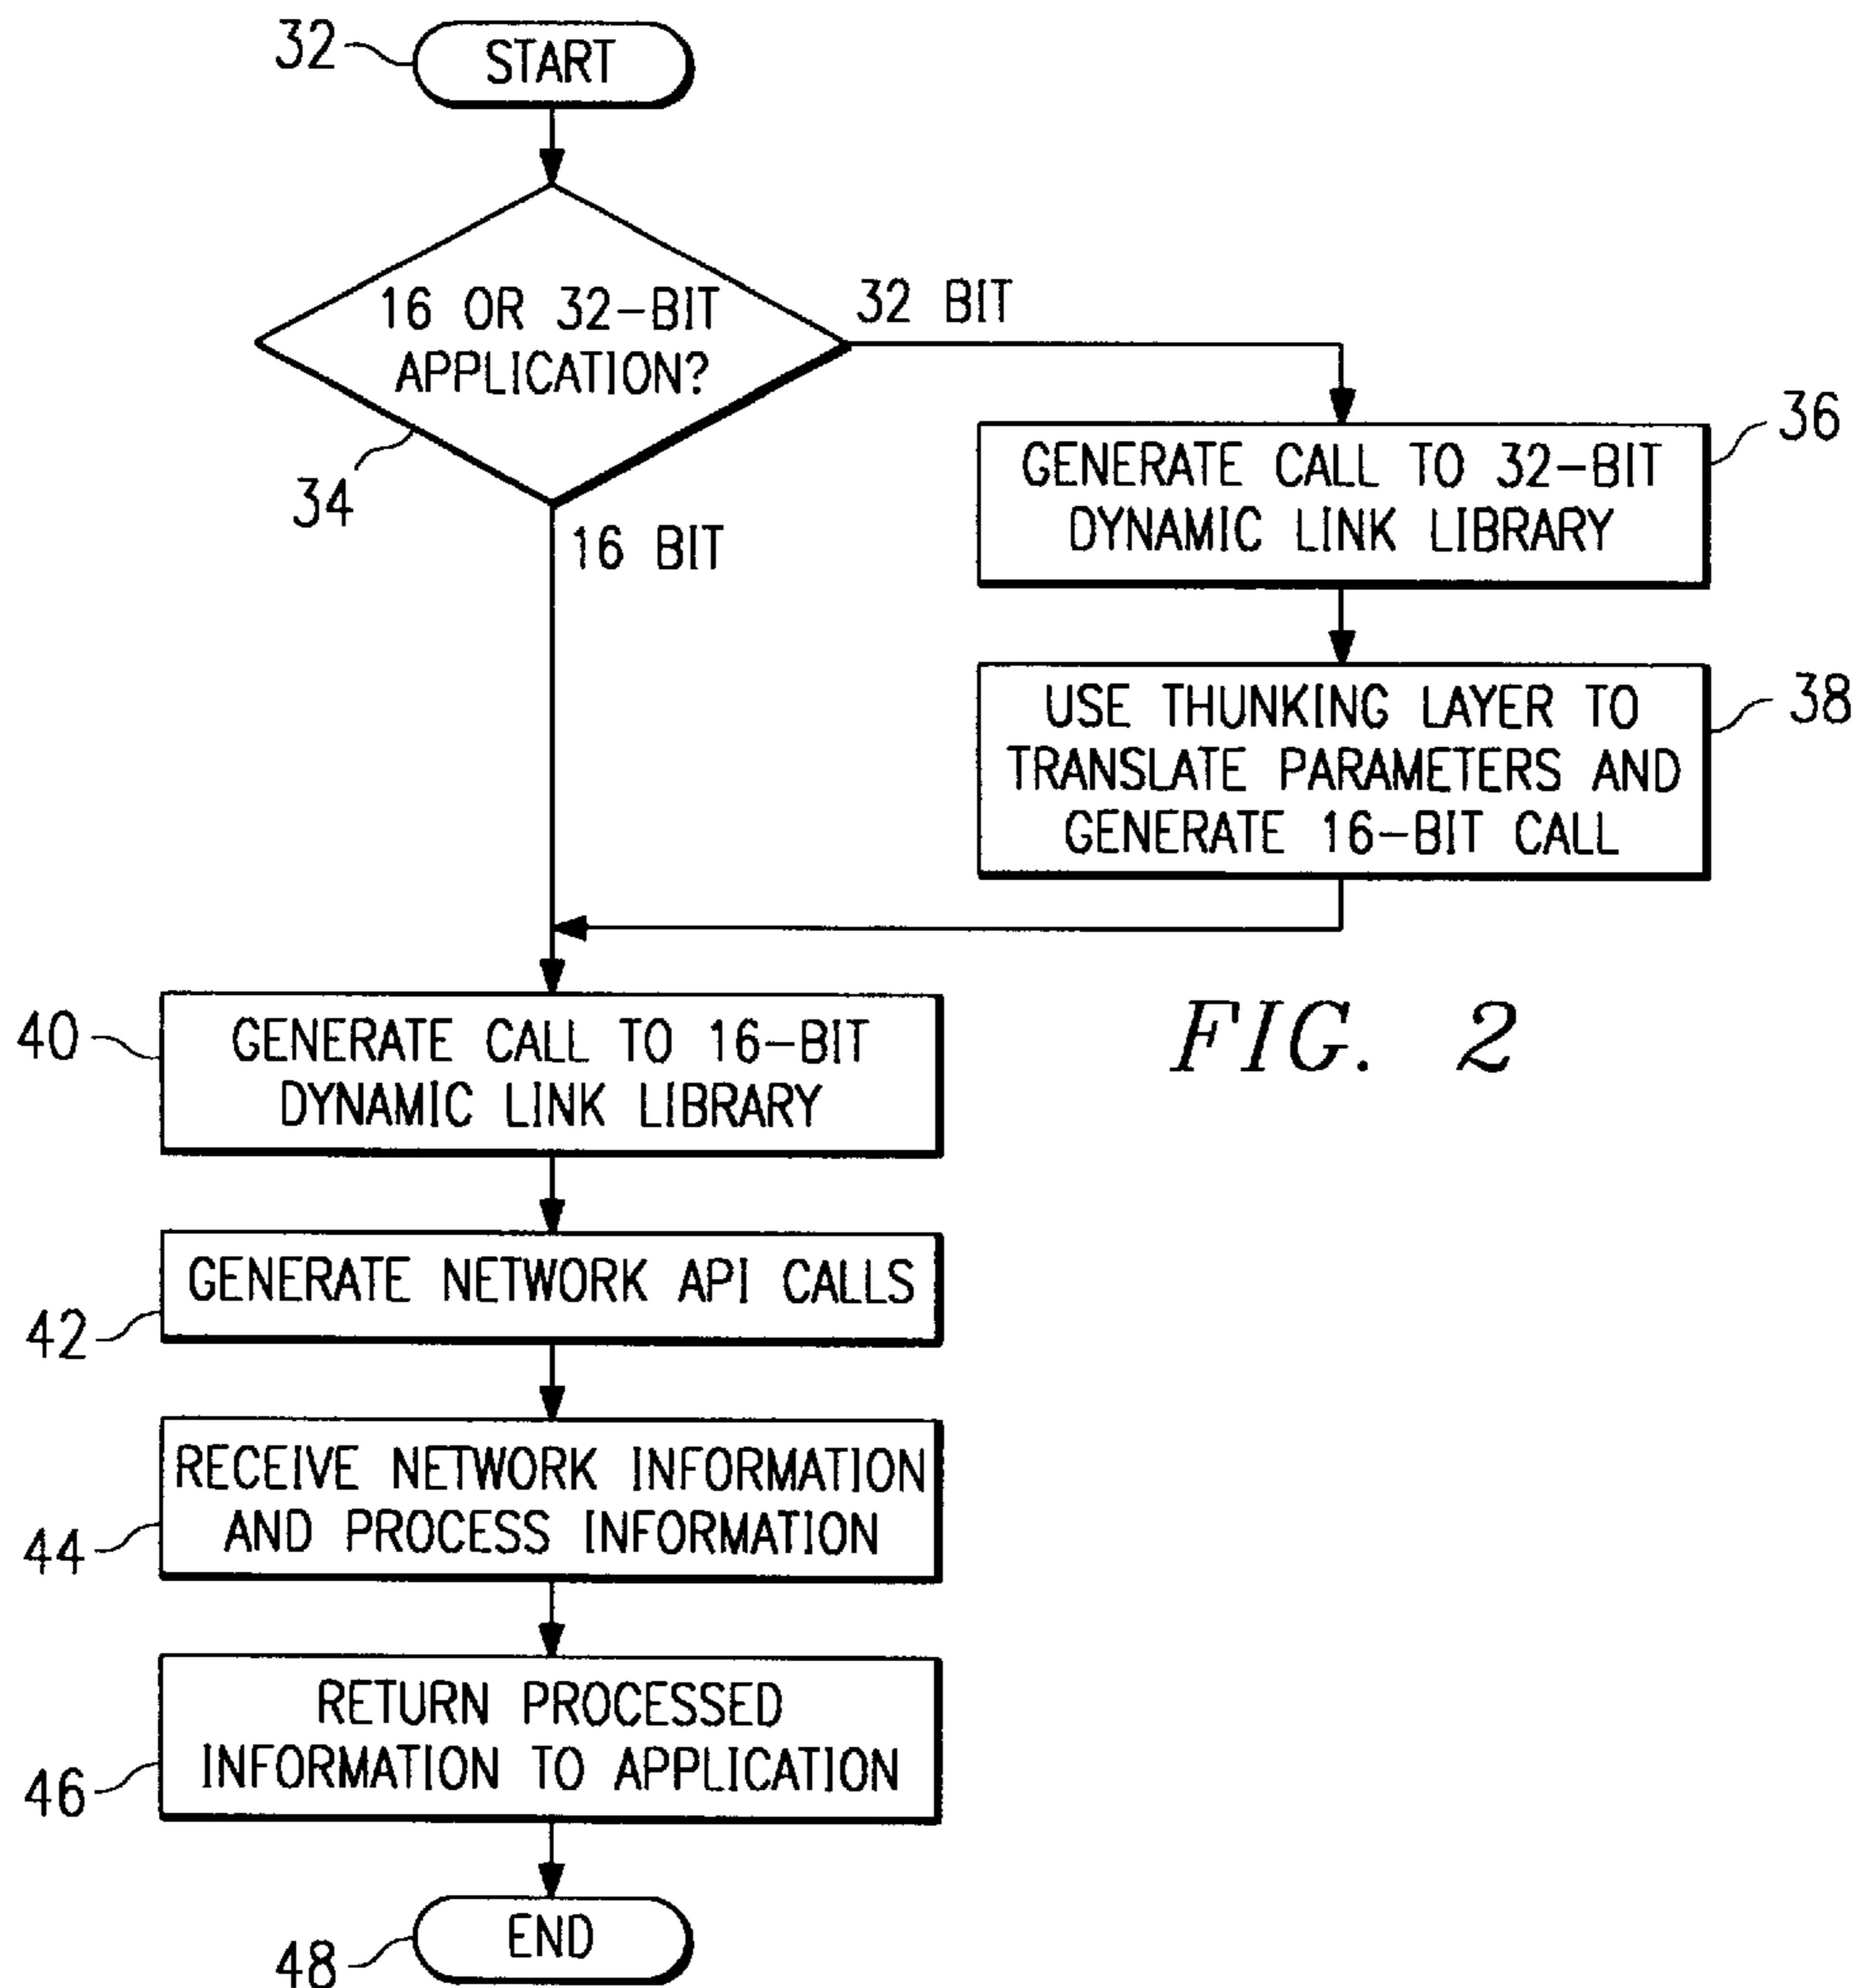 32
START
16 OR 32-BIT
APPLICATION?
34
32 BIT
16 BIT
36
GENERATE CALL TO 32-BIT
DYNAMIC LINK LIBRARY
38
USE THUNKING LAYER TO
TRANSLATE PARAMETERS AND
GENERATE 16-BIT CALL
40
GENERATE CALL TO 16-BIT
DYNAMIC LINK LIBRARY
FIG. 2
GENERATE NETWORK API CALLS
42
RECEIVE NETWORK INFORMATION
AND PROCESS INFORMATION
44
RETURN PROCESSED
INFORMATION TO APPLICATION
46
END
48